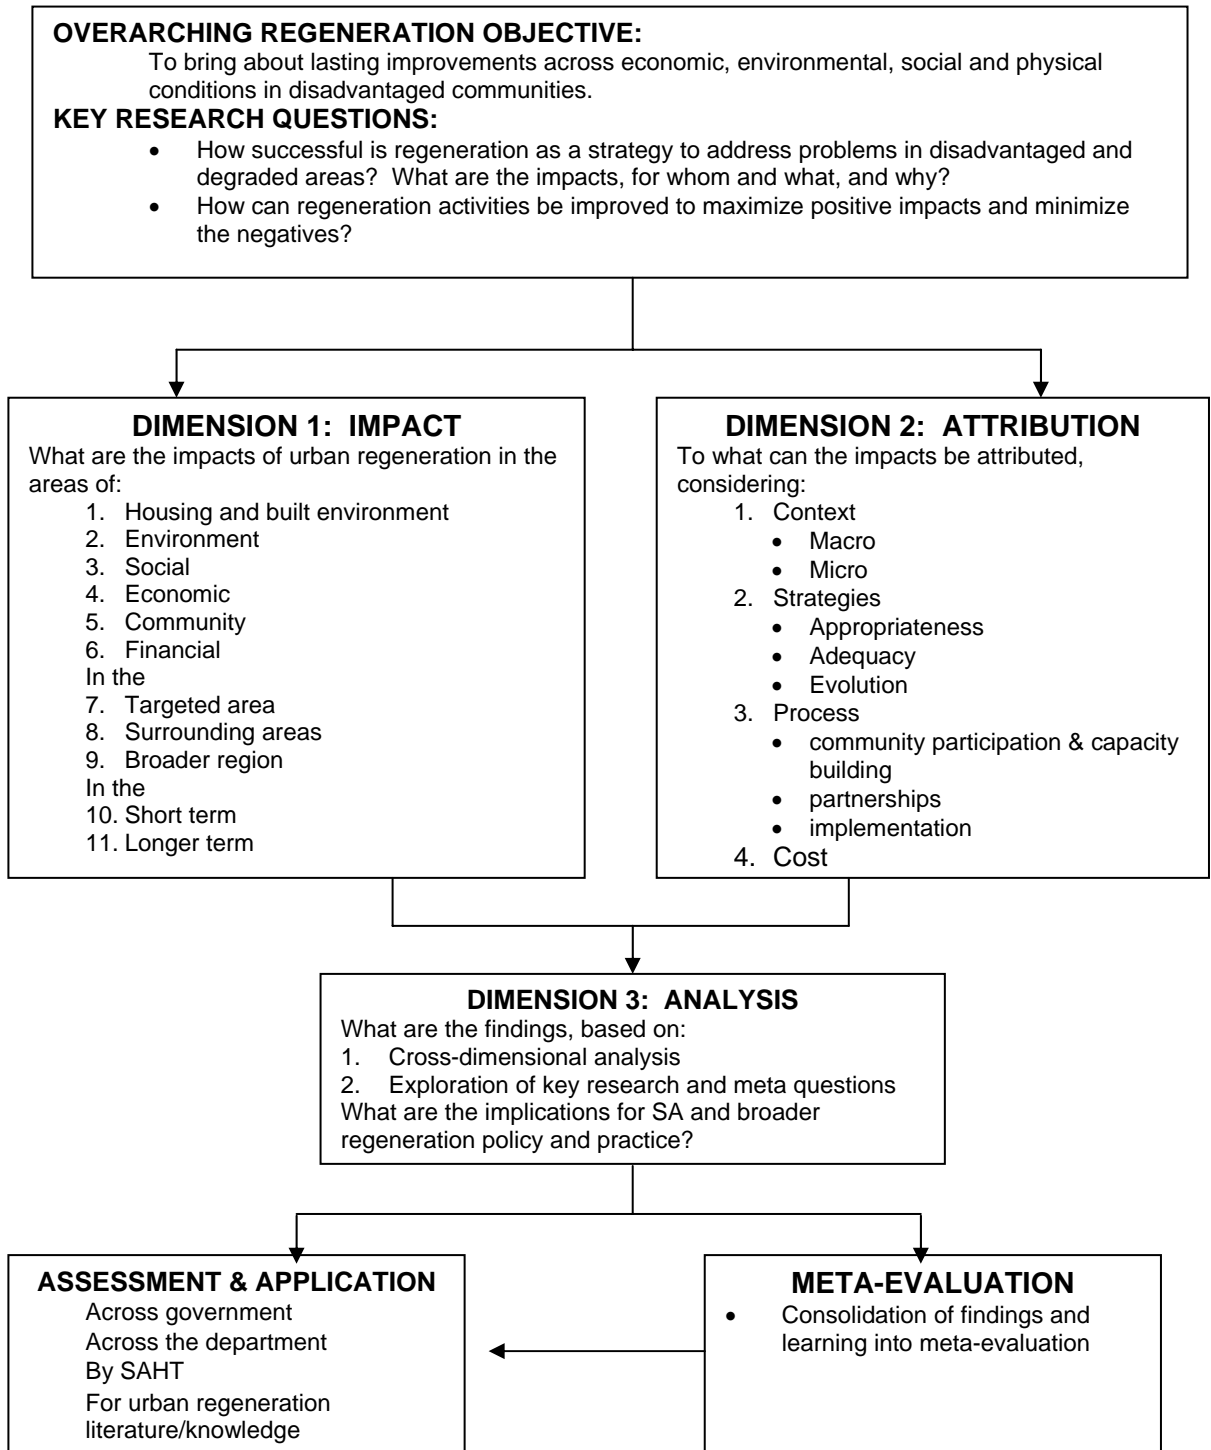 OVERARCHING REGENERATION OBJECTIVE:
To bring about lasting improvements across economic, environmental, social and physical
conditions in disadvantaged communities.
KEY RESEARCH QUESTIONS:
• How successful is regeneration as a strategy to address problems in disadvantaged and
degraded areas? What are the impacts, for whom and what, and why?
• How can regeneration activities be improved to maximize positive impacts and minimize
the negatives?
DIMENSION 1: IMPACT
What are the impacts of urban regeneration in the
areas of:
1. Housing and built environment
2. Environment
3. Social
4. Economic
5. Community
6. Financial
In the
7. Targeted area
8. Surrounding areas
9. Broader region
In the
10. Short term
11. Longer term
DIMENSION 2: ATTRIBUTION
To what can the impacts be attributed,
considering:
1. Context
• Macro
• Micro
2. Strategies
• Appropriateness
• Adequacy
• Evolution
3. Process
• community participation & capacity
building
• partnerships
• implementation
4. Cost
DIMENSION 3: ANALYSIS
What are the findings, based on:
1. Cross-dimensional analysis
2. Exploration of key research and meta questions
What are the implications for SA and broader
regeneration policy and practice?
ASSESSMENT & APPLICATION
Across government
Across the department
By SAHT
For urban regeneration
literature/knowledge
META-EVALUATION
• Consolidation of findings and
learning into meta-evaluation